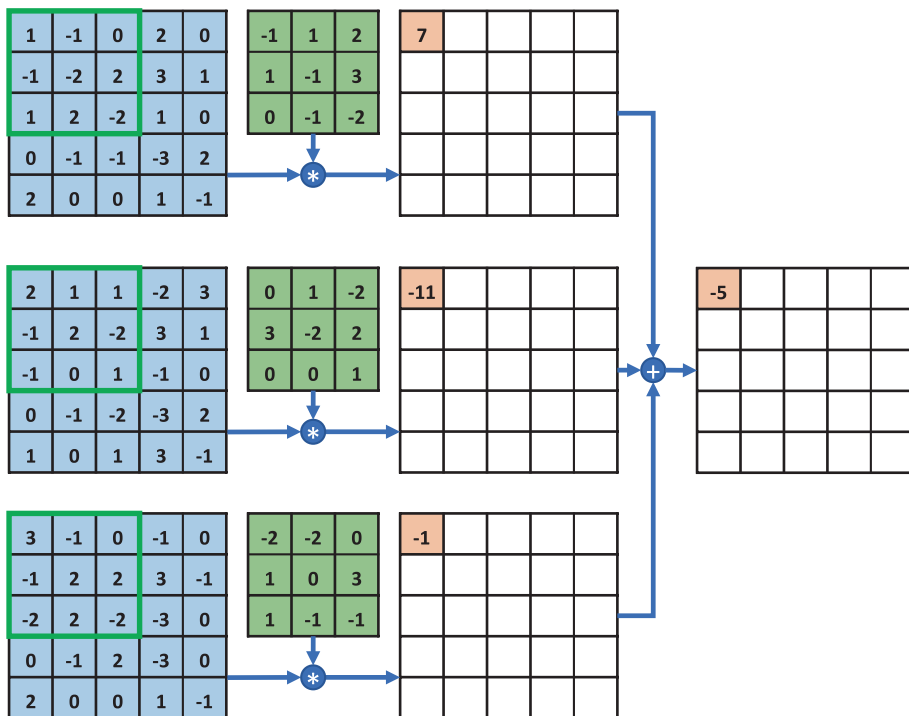 1 -1 0 2 0 -1 1 2 7
-1 -2 2 3 1 1 -1 3
1 2 -2 1 0 0 -1 -2
0 -1 -1 -3 2
*
2 0 0 1 -1
2 1 1 -2 3 0 1 -2 -11 -5
-1 2 -2 3 1 3 -2 2
-1 0 1 -1 0 0 0 1
+
0 -1 -2 -3 2
*
1 0 1 3 -1
3 -1 0 -1 0 -2 -2 0 -1
-1 2 2 3 -1 1 0 3
-2 2 -2 -3 0 1 -1 -1
0 -1 2 -3 0
*
2 0 0 1 -1